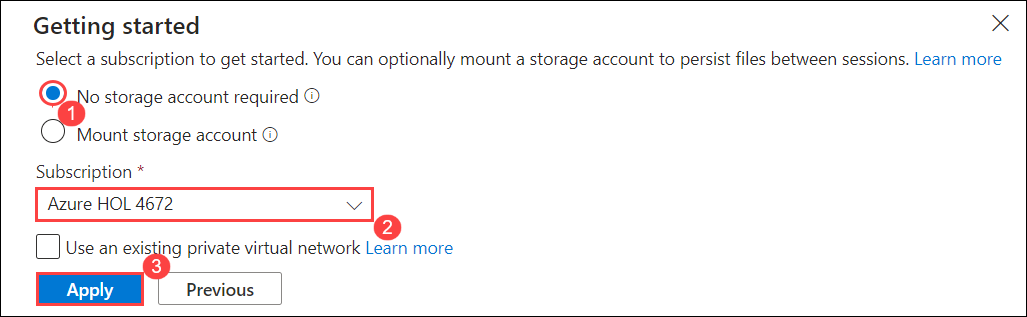 Getting started
Select a subscription to get started. You can optionally mount a storage account to persist files between sessions. Learn more
No storage account required
1
Mount storage account
Subscription *
Azure HOL 4672
2
Use an existing private virtual network Learn more
3
Apply Previous